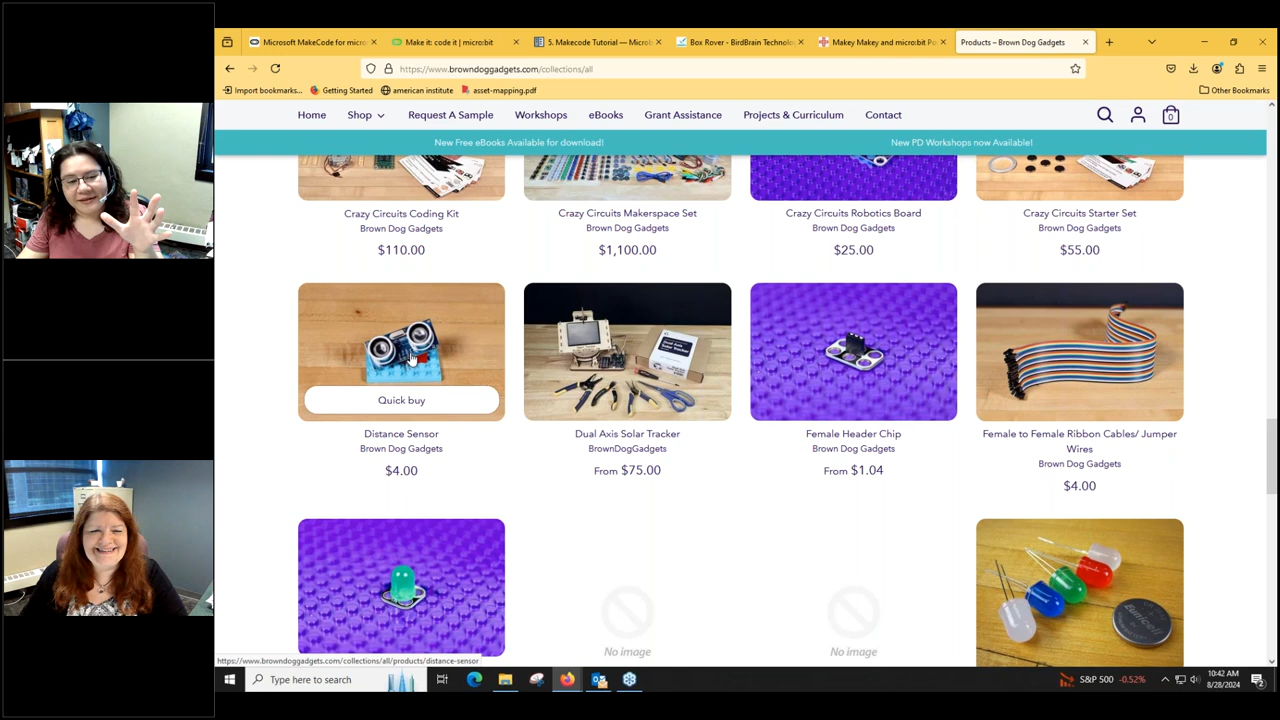 Microsoft MakeCode for micro:
Make it: code it | micro:bit
5. Makecode Tutorial — Microb
Box Rover - BirdBrain Technolog
Makey Makey and micro:bit Po
Products – Brown Dog Gadgets
https://www.browndoggadgets.com/collections/all
Import bookmarks...
Getting Started
american institute
asset-mapping.pdf
Other Bookmarks
Home
Shop
Request A Sample
Workshops
eBooks
Grant Assistance
Projects & Curriculum
Contact
0
New Free eBooks Available for download!
New PD Workshops now Available!
Crazy Circuits Coding Kit
Brown Dog Gadgets
$110.00
Crazy Circuits Makerspace Set
Brown Dog Gadgets
$1,100.00
Crazy Circuits Robotics Board
Brown Dog Gadgets
$25.00
Crazy Circuits Starter Set
Brown Dog Gadgets
$55.00
Quick buy
Distance Sensor
Brown Dog Gadgets
$4.00
Dual Axis Solar Tracker
BrownDogGadgets
From $75.00
Female Header Chip
Brown Dog Gadgets
From $1.04
Female to Female Ribbon Cables/ Jumper
Wires
Brown Dog Gadgets
$4.00
No image
No image
https://www.browndoggadgets.com/collections/all/products/distance-sensor
Type here to search
S&P 500 -0.52%
10:42 AM
8/28/2024
2